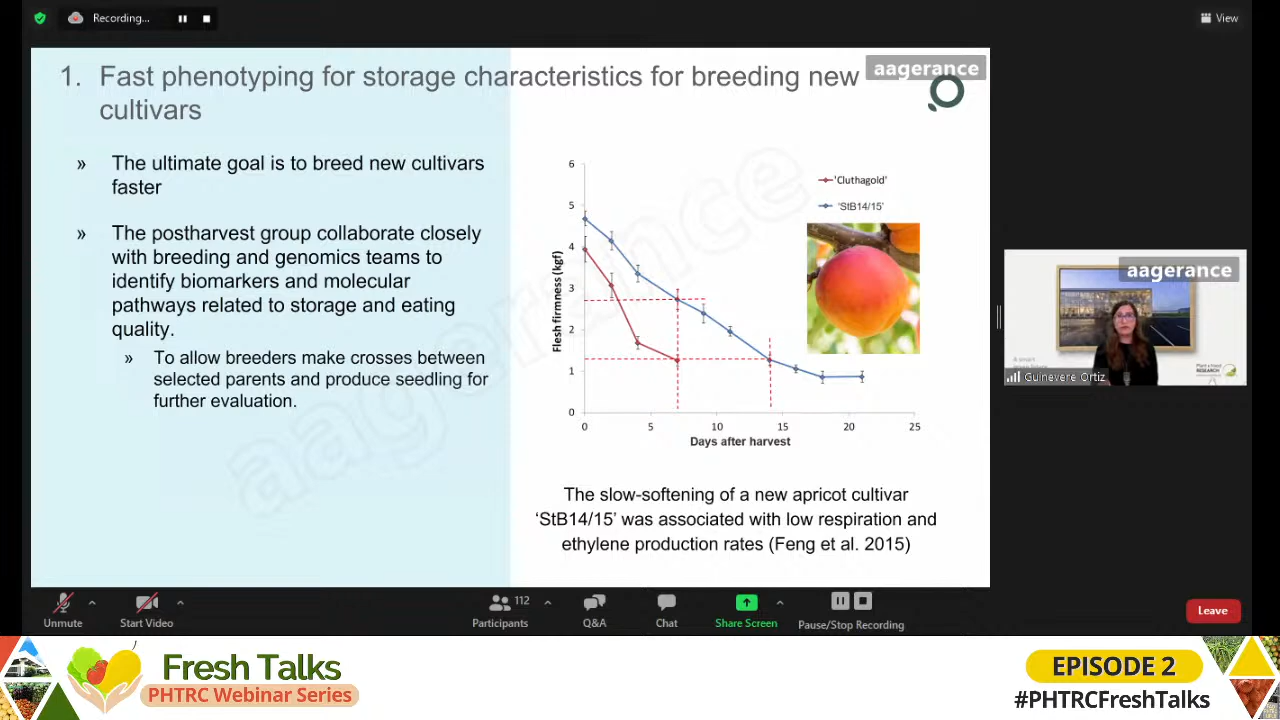 Recording...
View
1. Fast phenotyping for storage characteristics for breeding new
cultivars
aagerance
» The ultimate goal is to breed new cultivars
faster
» The postharvest group collaborate closely
with breeding and genomics teams to
identify biomarkers and molecular
pathways related to storage and eating
quality.
» To allow breeders make crosses between
selected parents and produce seedling for
further evaluation.
aagerance
6
5
4
3
2
1
0
Flesh firmness (kgf)
0 5 10 15 20 25
Days after harvest
'Cluthagold'
'StB14/15'
The slow-softening of a new apricot cultivar
‘StB14/15’ was associated with low respiration and
ethylene production rates (Feng et al. 2015)
aagerance
Guinevere Ortiz
RESEARCH
Unmute
Start Video
112
Participants
Q&A
Chat
Share Screen
Pause/Stop Recording
Leave
Fresh Talks
PHTRC Webinar Series
EPISODE 2
#PHTRCFreshTalks